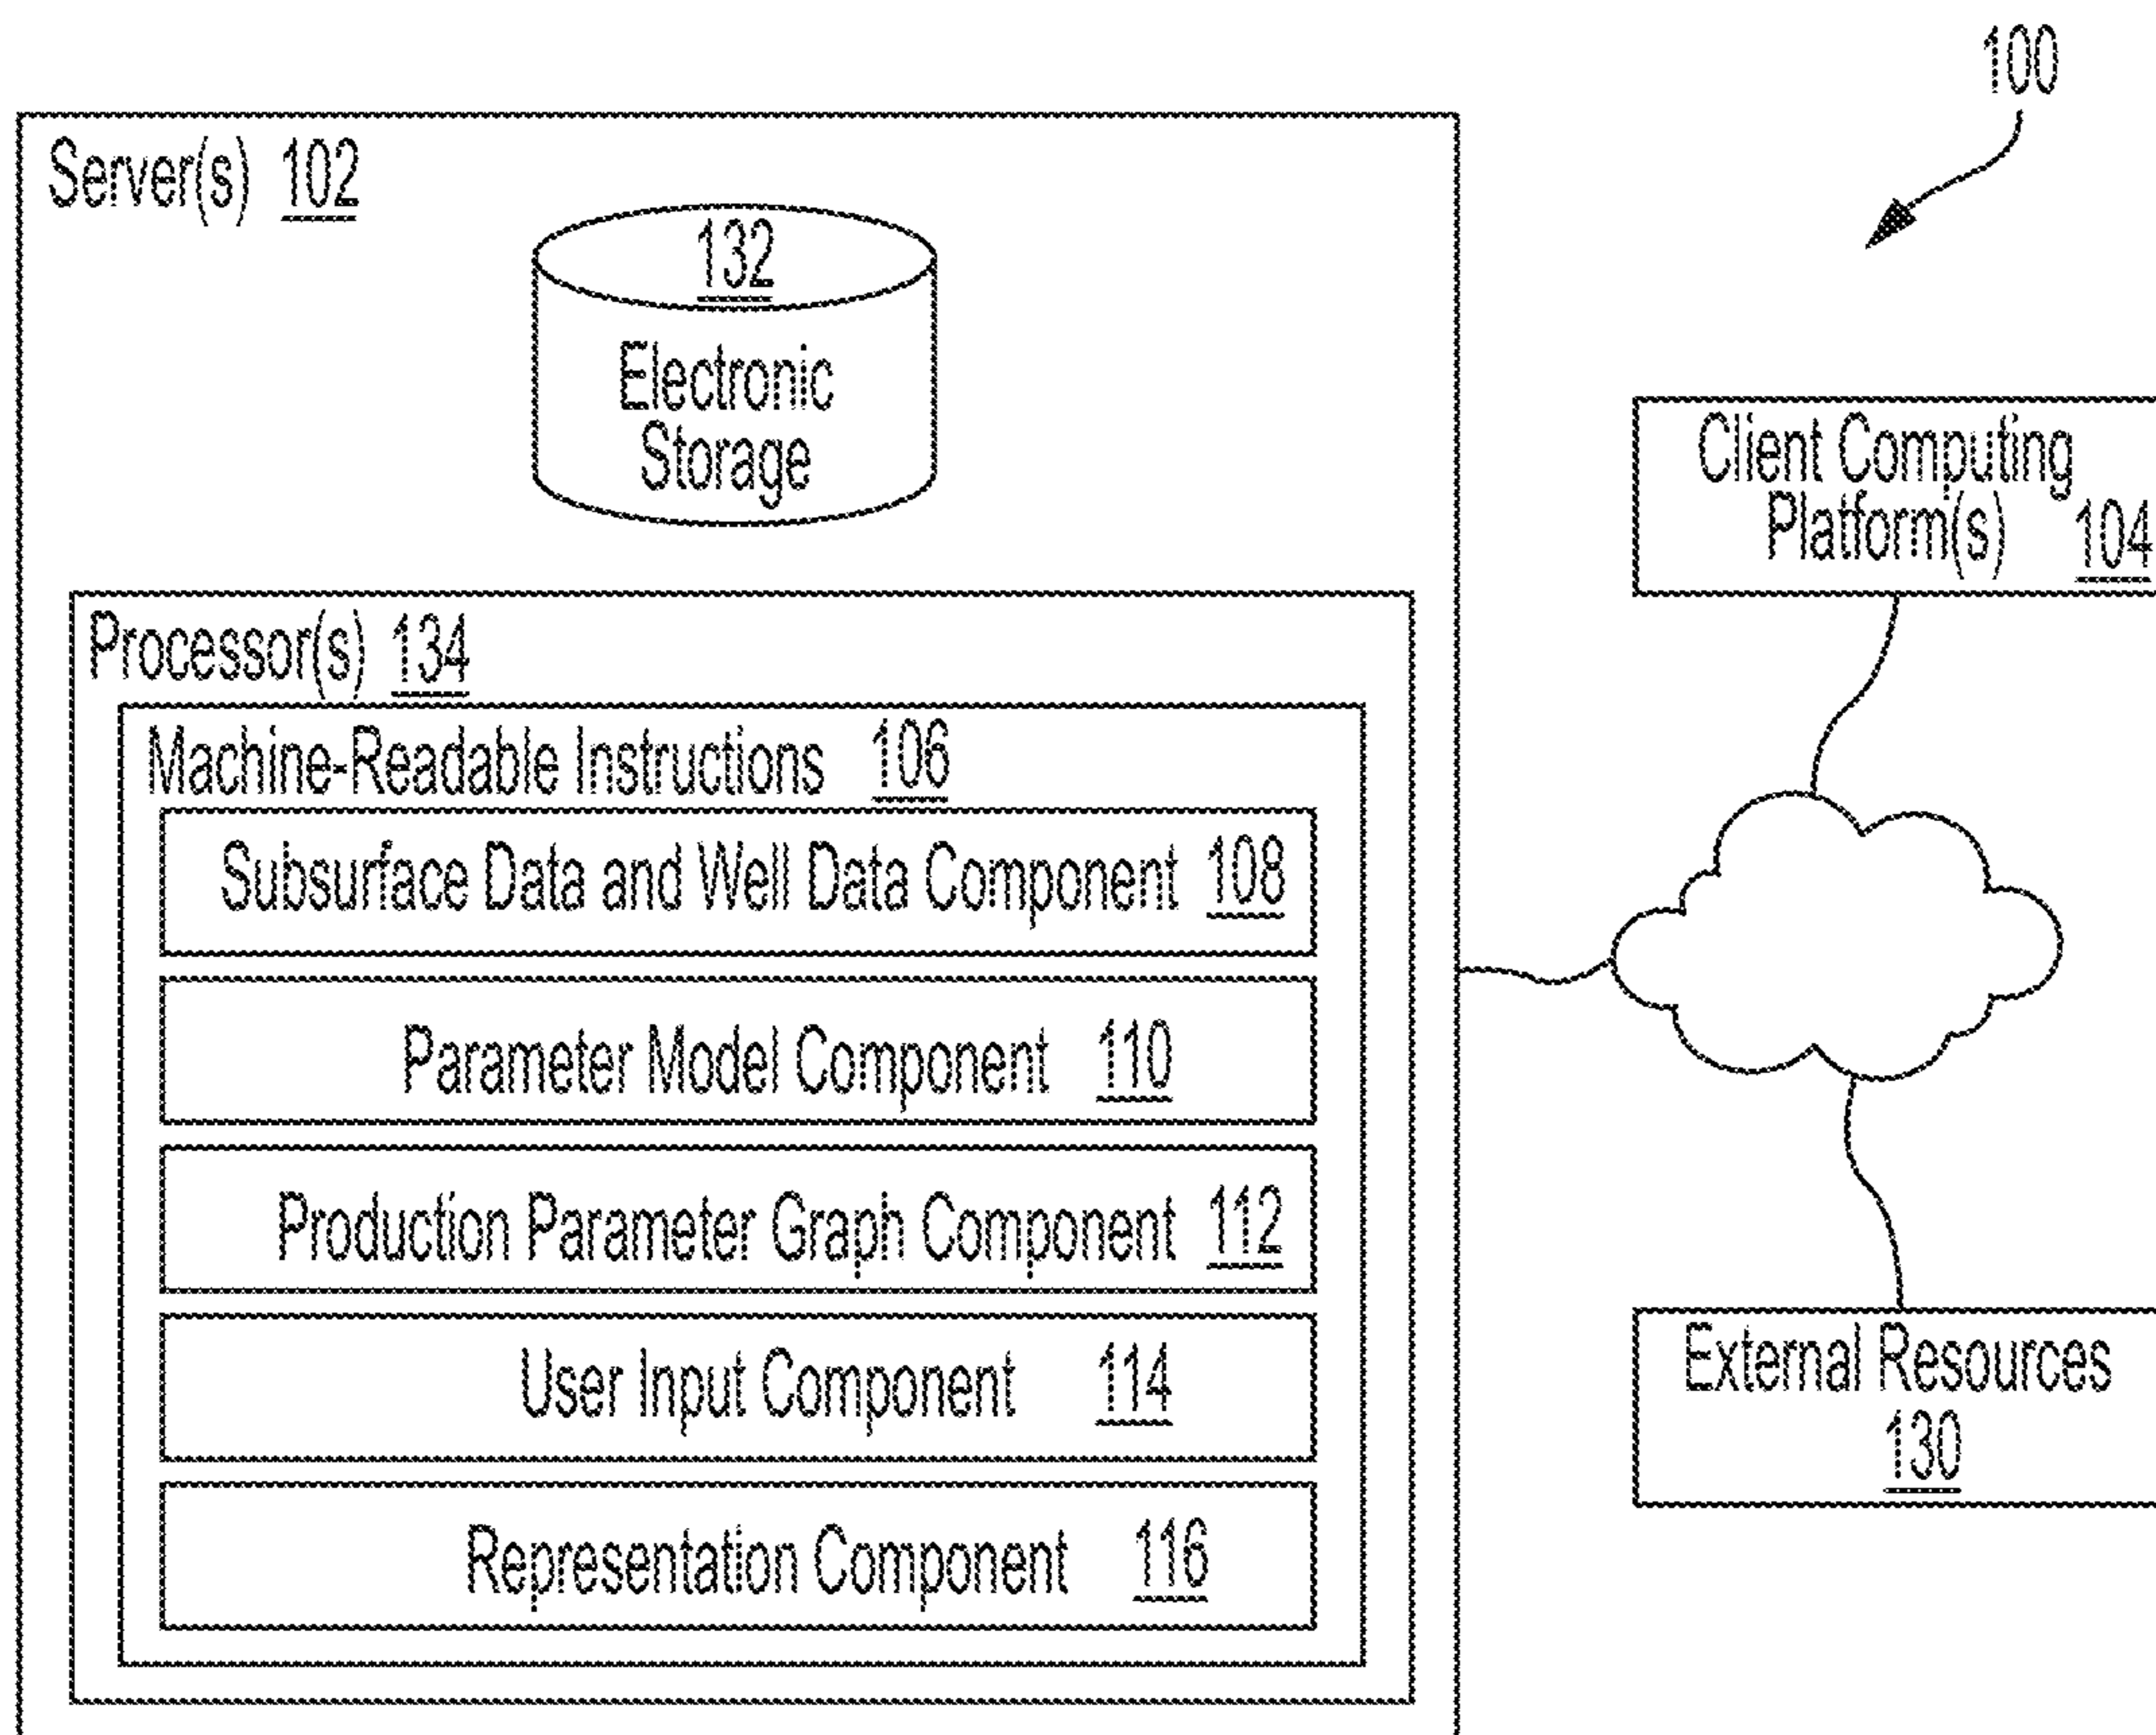 100
Server(s) 102
132
Electronic
Storage
Client Computing
Platform(s) 104
Processor(s) 134
Machine-Readable Instructions 106
Subsurface Data and Well Data Component 108
Parameter Model Component 110
Production Parameter Graph Component 112
User Input Component 114
Representation Component 116
External Resources
130